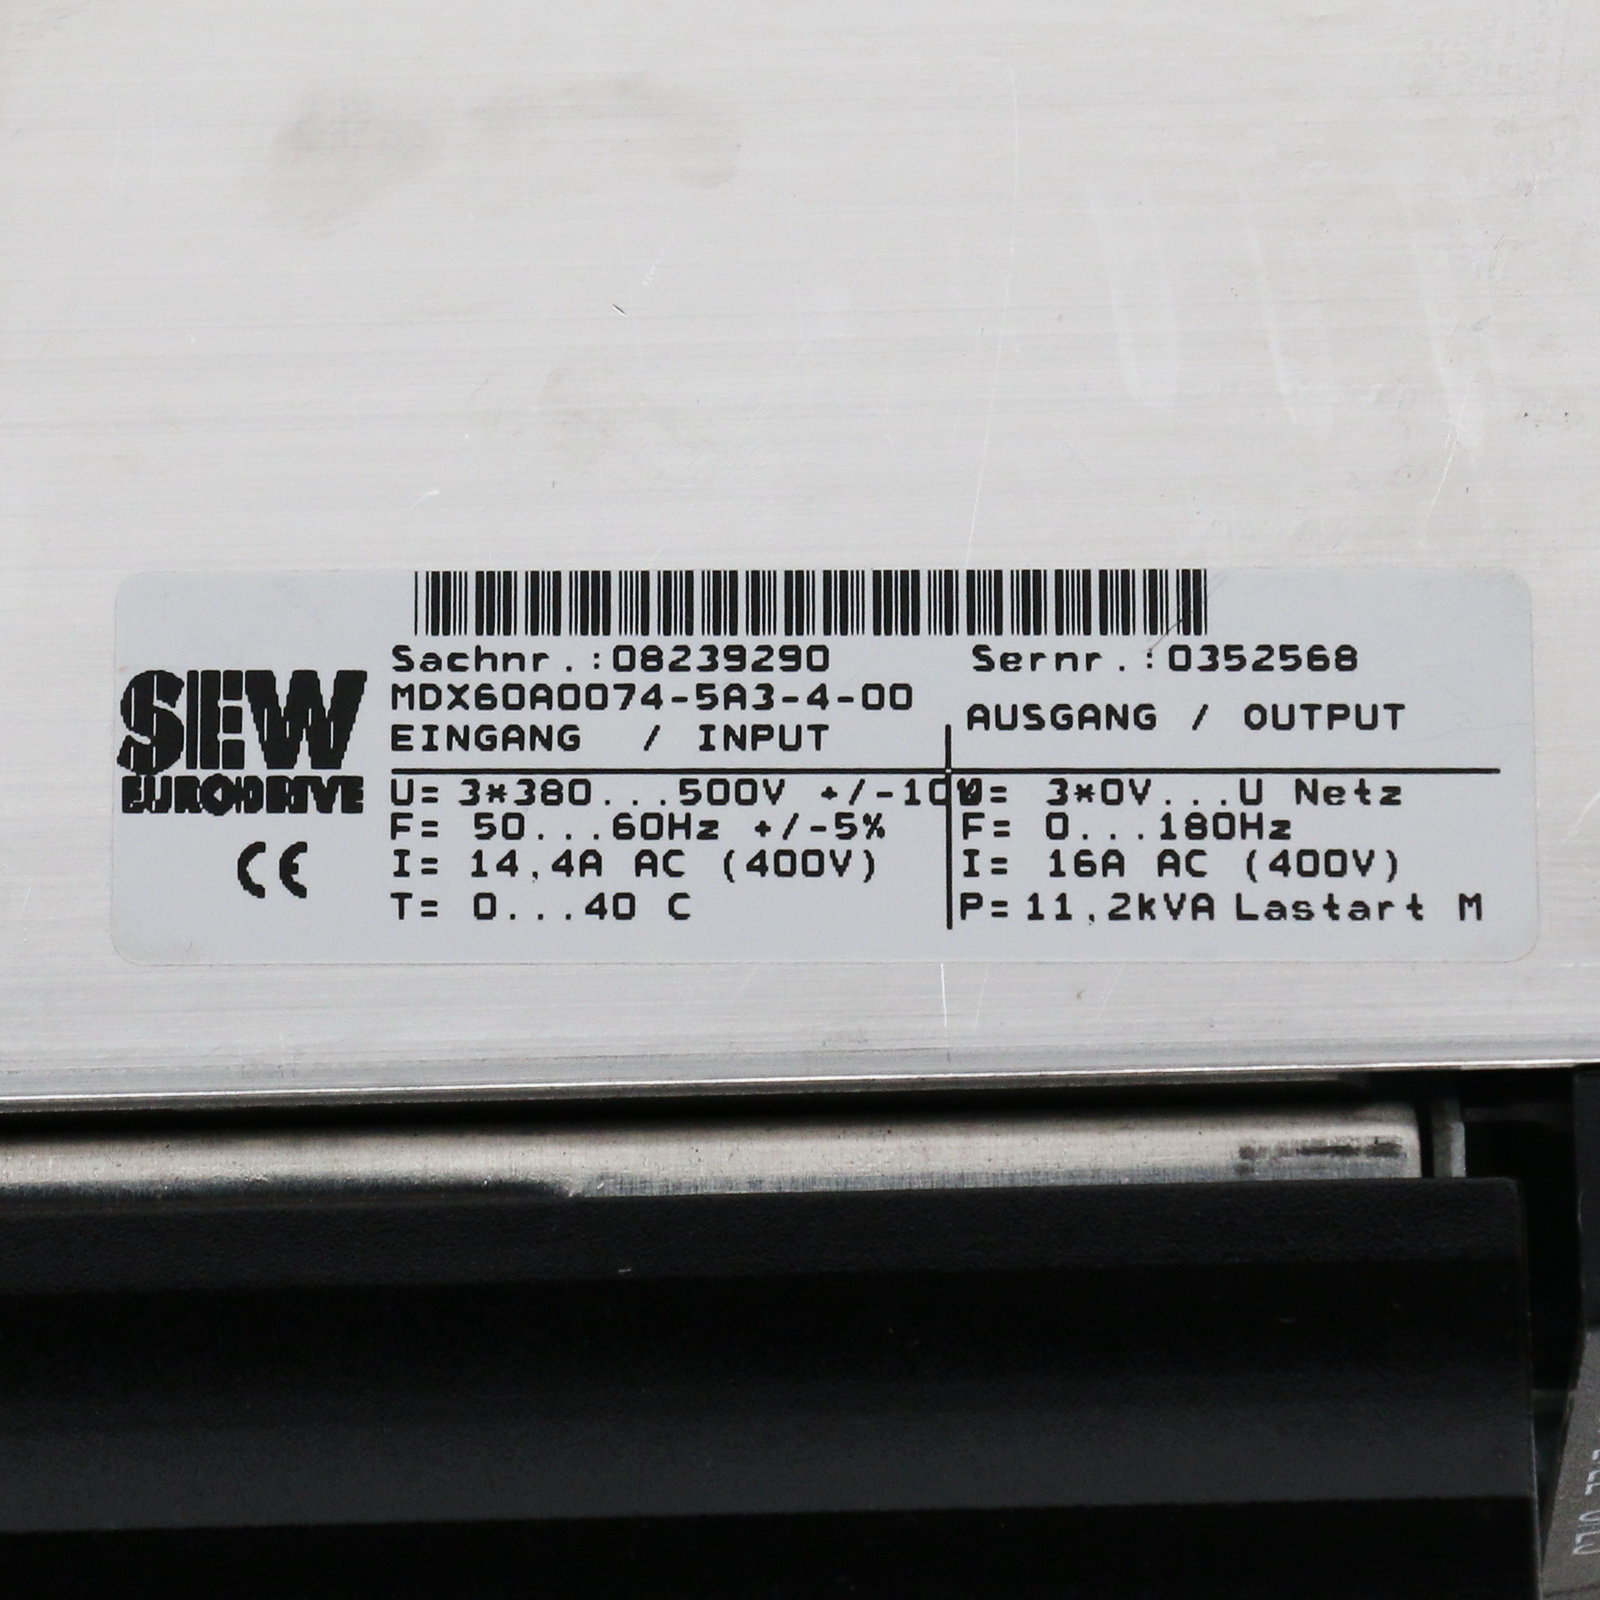 SEW
EURODRIVE
CE
Sachnr.:08239290 Sernr.:0352568
MDX60A0074-5A3-4-00
EINGANG / INPUT AUSGANG / OUTPUT
U= 3*380...500V +/-10% U= 3*0V...U Netz
F= 50...60Hz +/-5% F= 0...180Hz
I= 14,4A AC (400V) I= 16A AC (400V)
T= 0...40 C P= 11,2kVA Lastart M